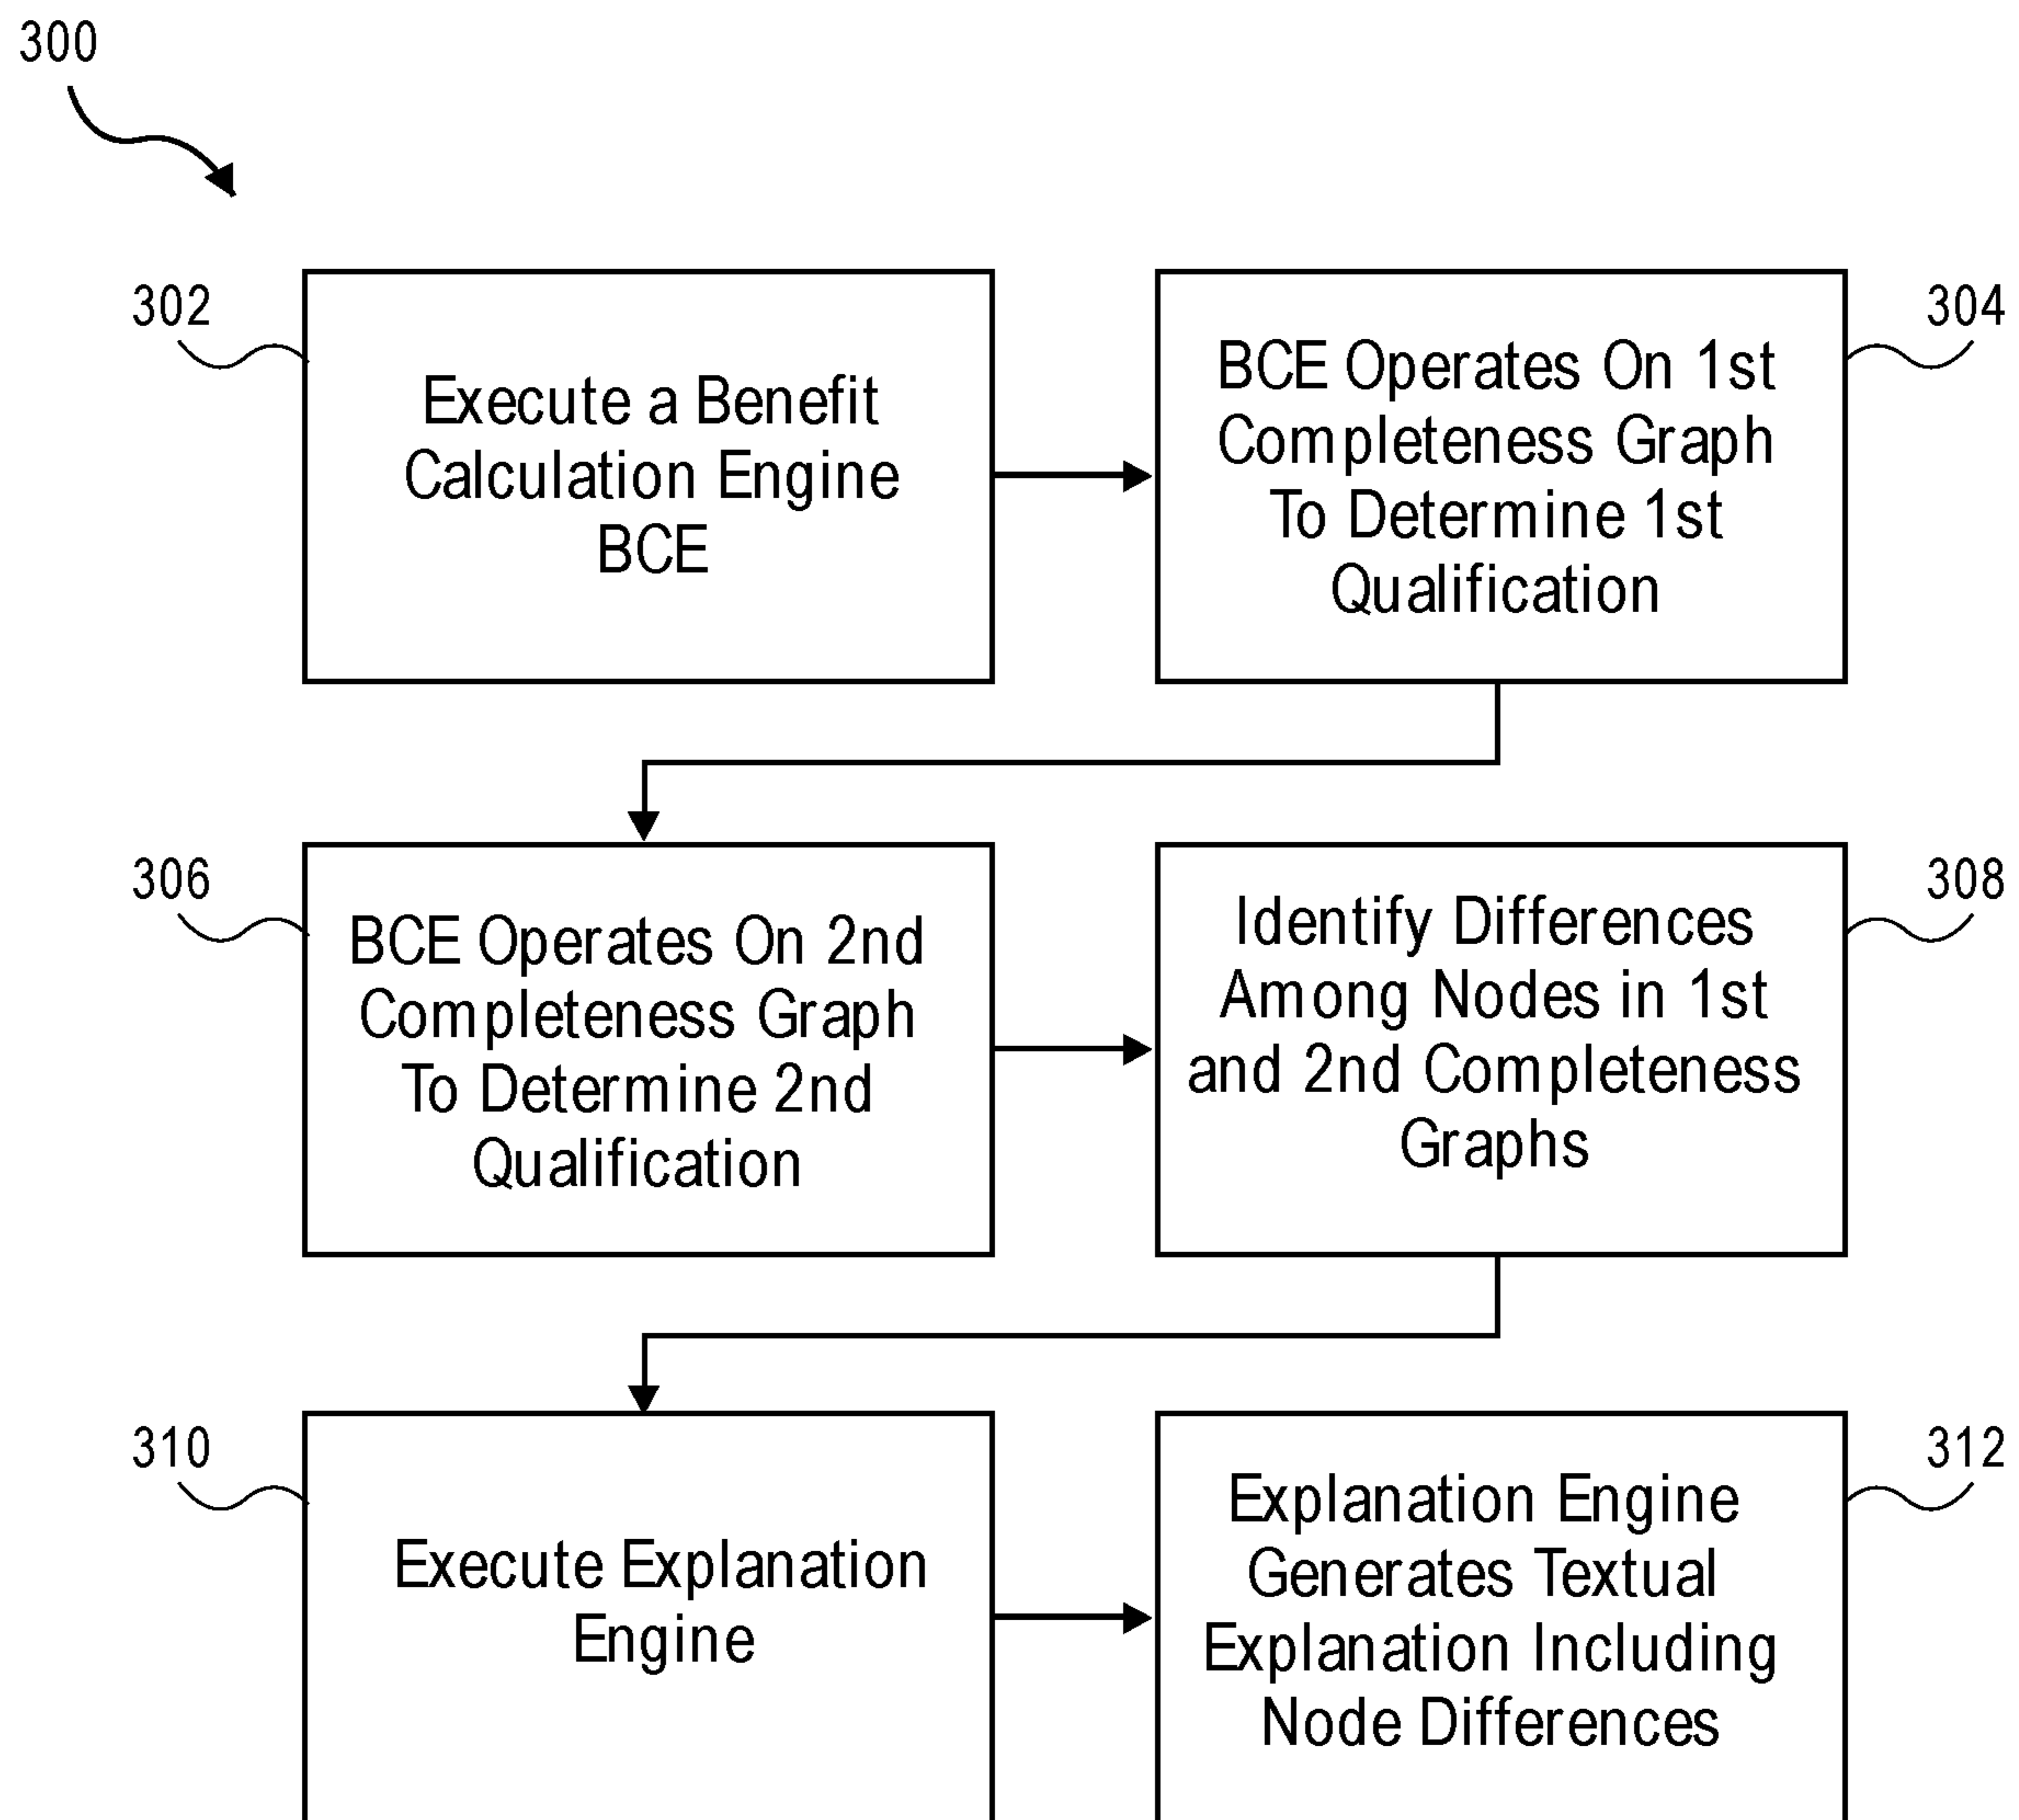 300
302
Execute a Benefit
Calculation Engine
BCE
304
BCE Operates On 1st
Completeness Graph
To Determine 1st
Qualification
306
BCE Operates On 2nd
Completeness Graph
To Determine 2nd
Qualification
308
Identify Differences
Among Nodes in 1st
and 2nd Completeness
Graphs
310
Execute Explanation
Engine
312
Explanation Engine
Generates Textual
Explanation Including
Node Differences